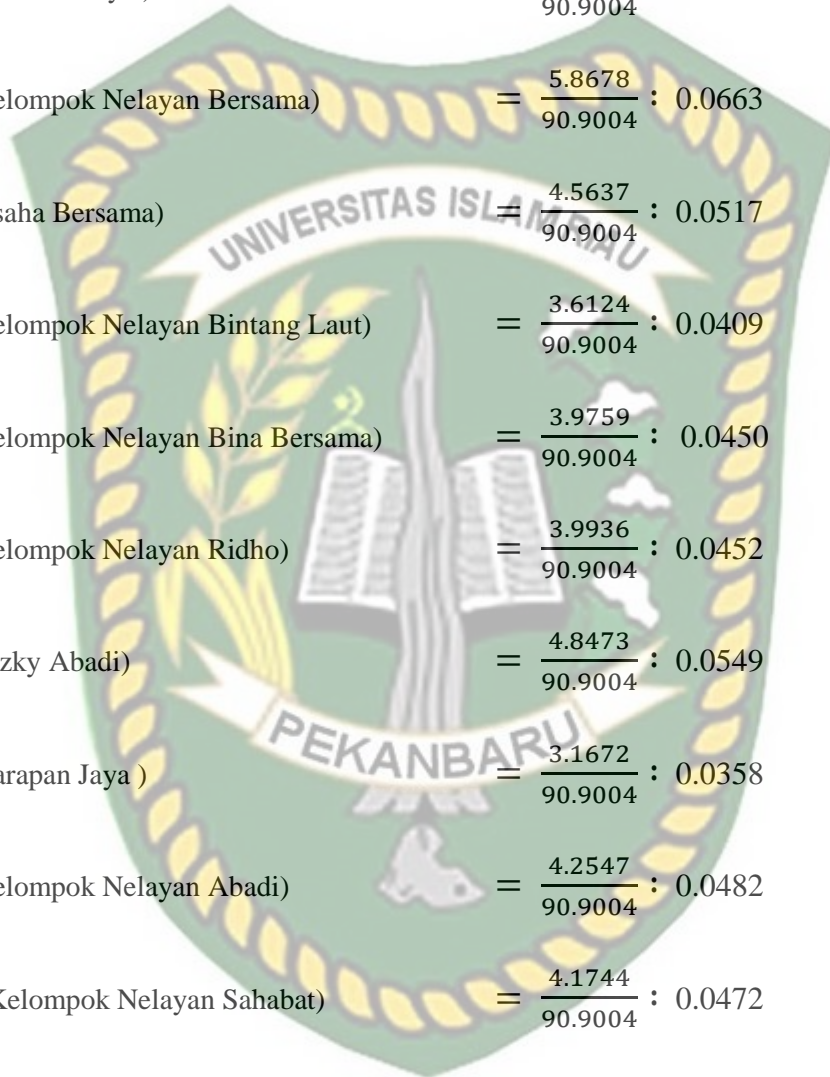 90.9004
elompok Nelayan Bersama) = 5.8678/90.9004 : 0.0663
saha Bersama) = 4.5637/90.9004 : 0.0517
UNIVERSITAS ISLAM RIAU
elompok Nelayan Bintang Laut) = 3.6124/90.9004 : 0.0409
elompok Nelayan Bina Bersama) = 3.9759/90.9004 : 0.0450
elompok Nelayan Ridho) = 3.9936/90.9004 : 0.0452
zky Abadi) = 4.8473/90.9004 : 0.0549
PEKANBARU
arapan Jaya ) = 3.1672/90.9004 : 0.0358
elompok Nelayan Abadi) = 4.2547/90.9004 : 0.0482
Kelompok Nelayan Sahabat) = 4.1744/90.9004 : 0.0472